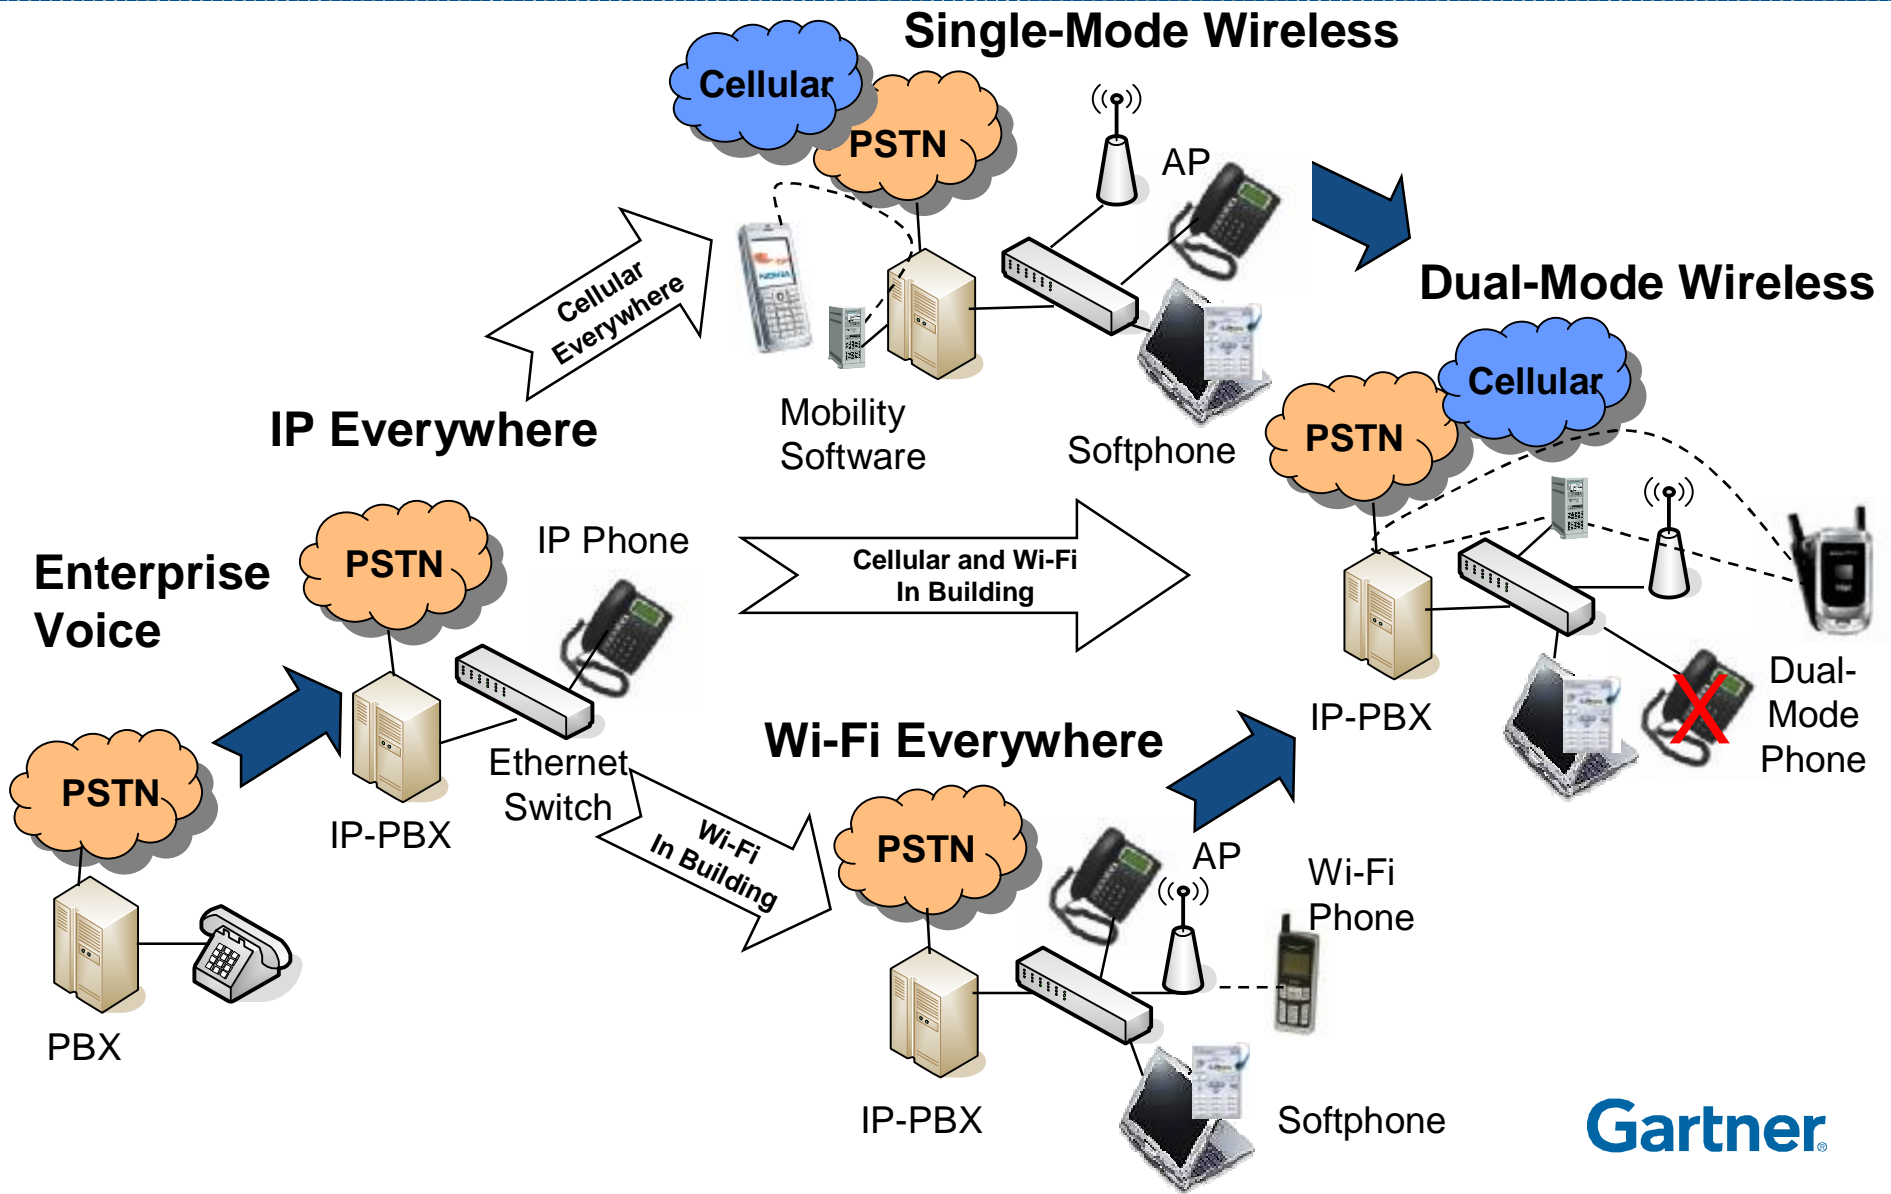 Single-Mode Wireless
Cellular
PSTN
AP
Cellular
Everywhere
Mobility
Software
Softphone
Dual-Mode Wireless
Cellular
PSTN
IP Everywhere
PSTN
IP Phone
Cellular and Wi-Fi
In Building
Enterprise
Voice
IP-PBX
Dual-
Mode
Phone
X
Ethernet
Switch
IP-PBX
Wi-Fi Everywhere
PSTN
PBX
Wi-Fi
In Building
PSTN
AP
Wi-Fi
Phone
IP-PBX
Softphone
Gartner®